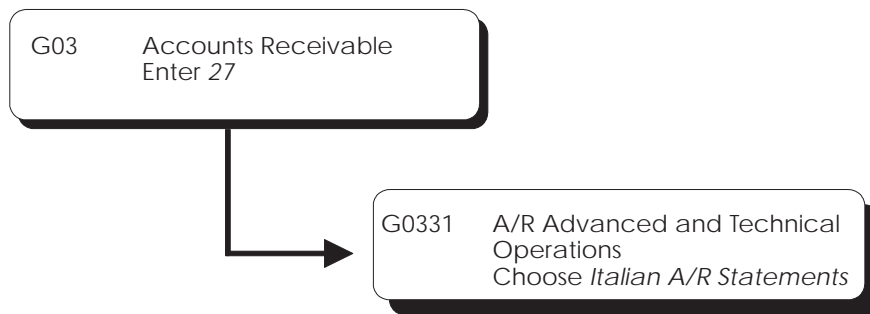 G03 Accounts Receivable
Enter 27
G0331 A/R Advanced and Technical
Operations
Choose Italian A/R Statements